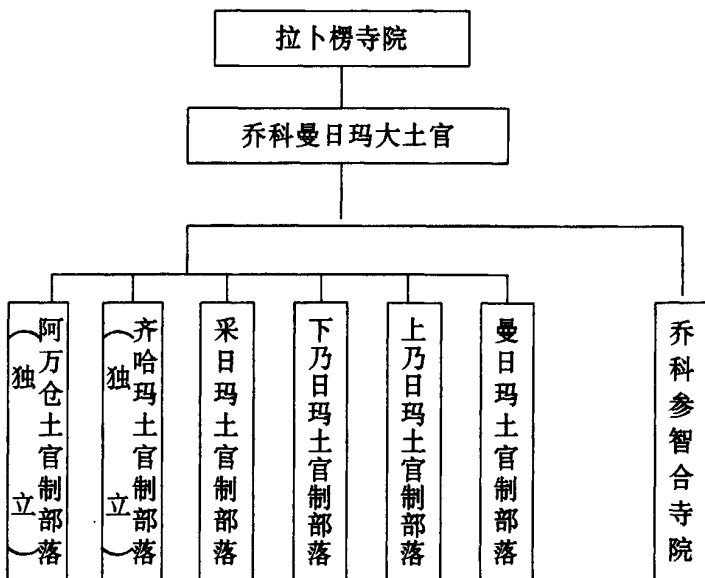 拉卜楞寺院
乔科曼日玛大土官
阿万仓土官制部落
（独立）
齐哈玛土官制部落
（独立）
采日玛土官制部落
下乃日玛土官制部落
上乃日玛土官制部落
曼日玛土官制部落
乔科参智合寺院